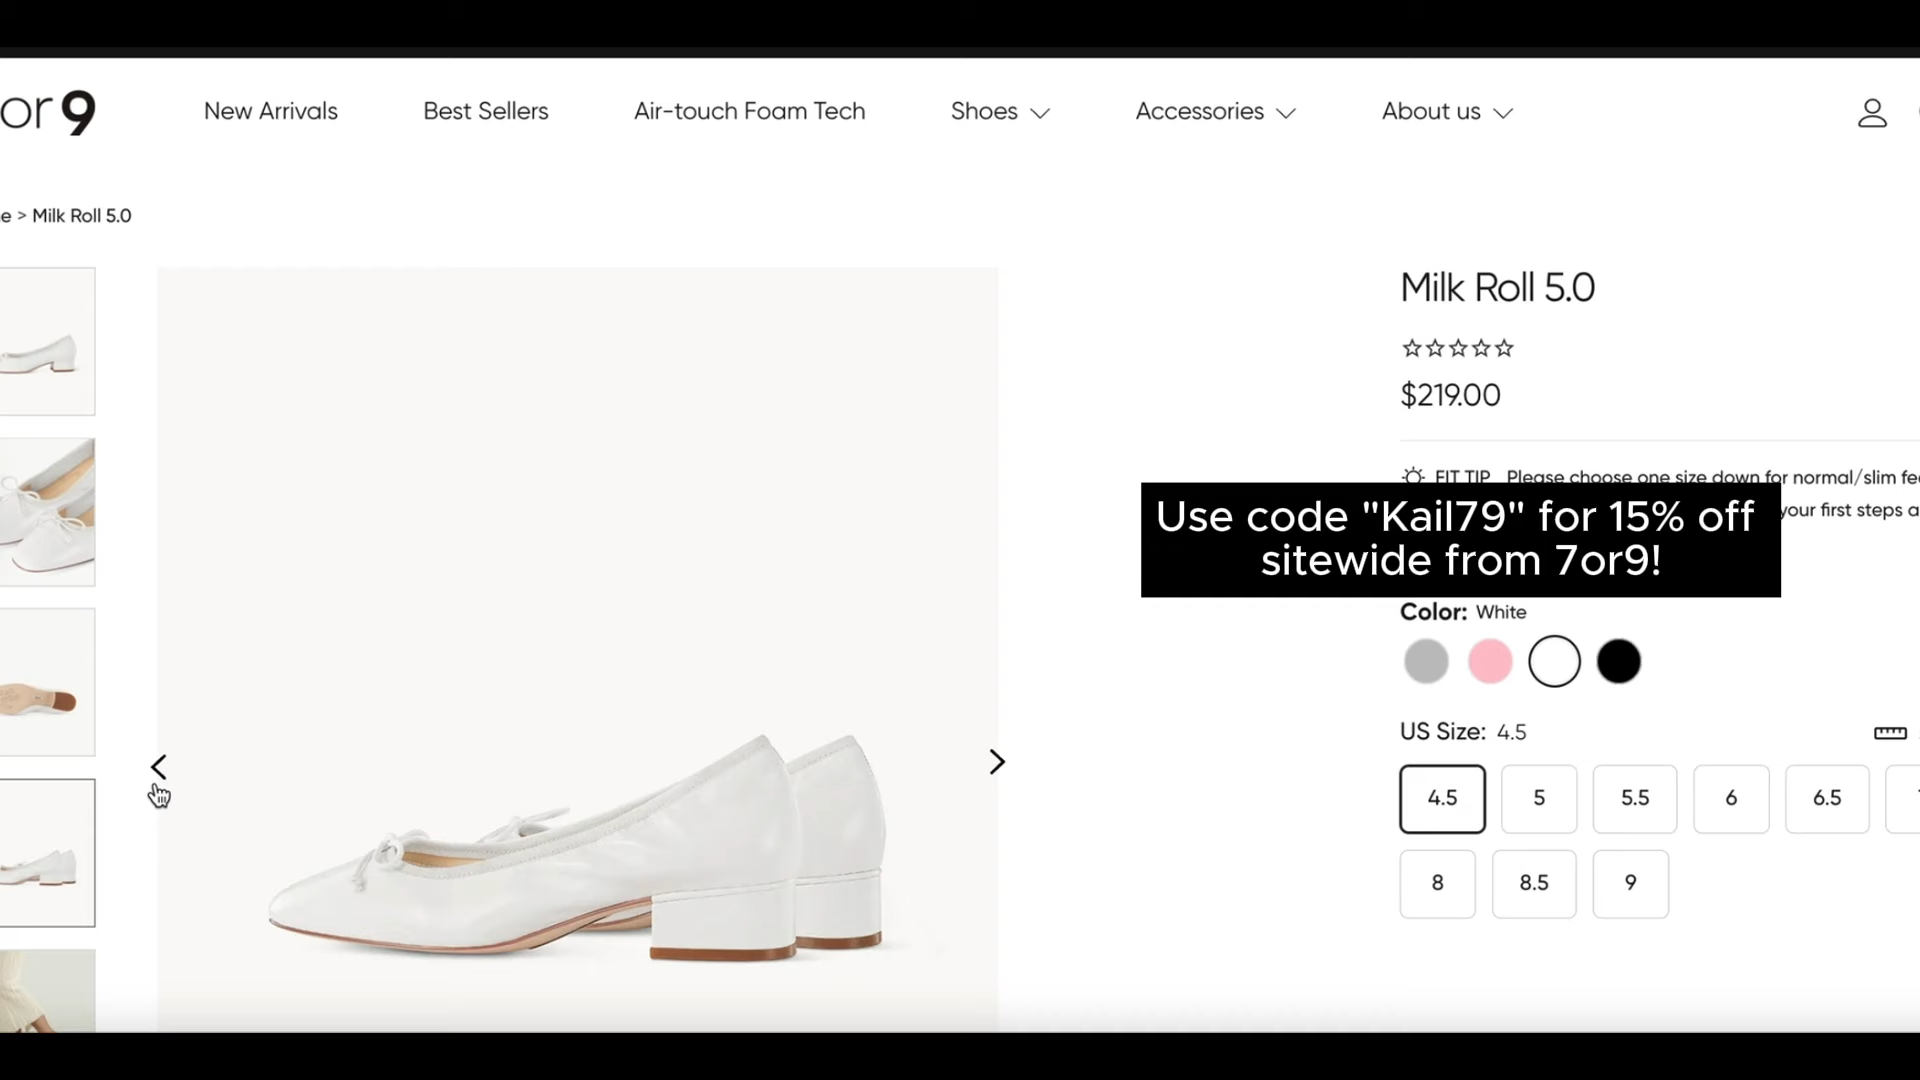 or 9
New Arrivals
Best Sellers
Air-touch Foam Tech
Shoes
Accessories
About us
> Milk Roll 5.0
Milk Roll 5.0
$219.00
FIT TIP Please choose one size down for normal/slim
your first steps
Use code "Kail79" for 15% off
sitewide from 7or9!
Color: White
US Size: 4.5
4.5 5 5.5 6 6.5
8 8.5 9